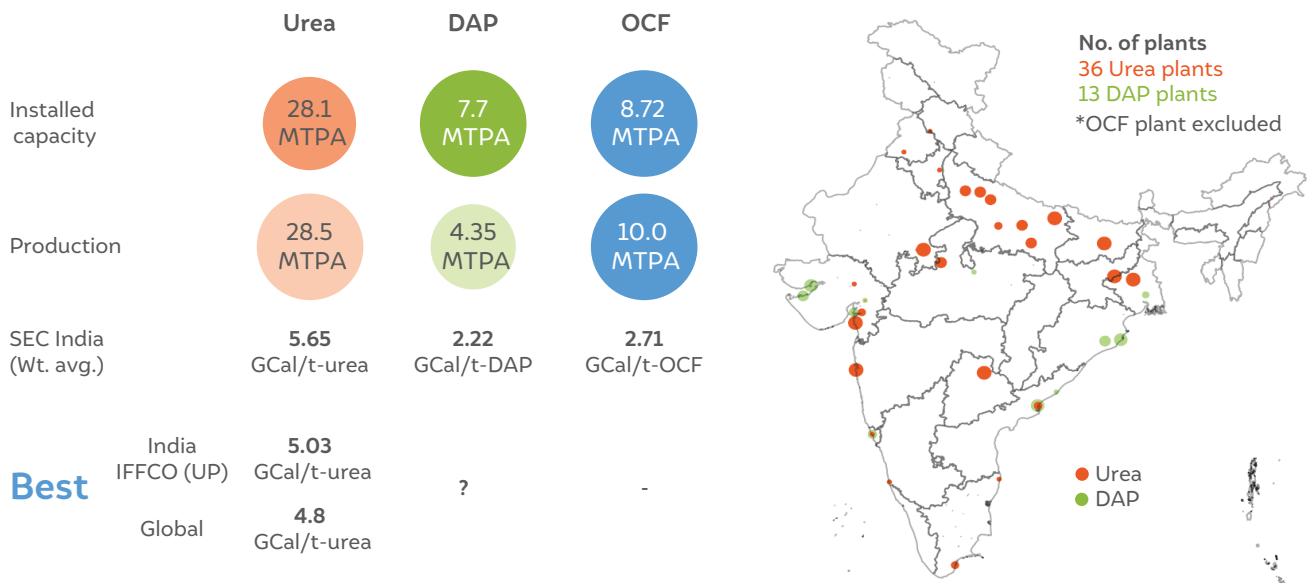 Urea
DAP
OCF
Installed
capacity
28.1
MTPA
7.7
MTPA
8.72
MTPA
Production
28.5
MTPA
4.35
MTPA
10.0
MTPA
SEC India
(Wt. avg.)
5.65
GCal/t-urea
2.22
GCal/t-DAP
2.71
GCal/t-OCF
Best
India
IFFCO (UP)
5.03
GCal/t-urea
?
-
Global
4.8
GCal/t-urea
No. of plants
36 Urea plants
13 DAP plants
*OCF plant excluded
Urea
DAP